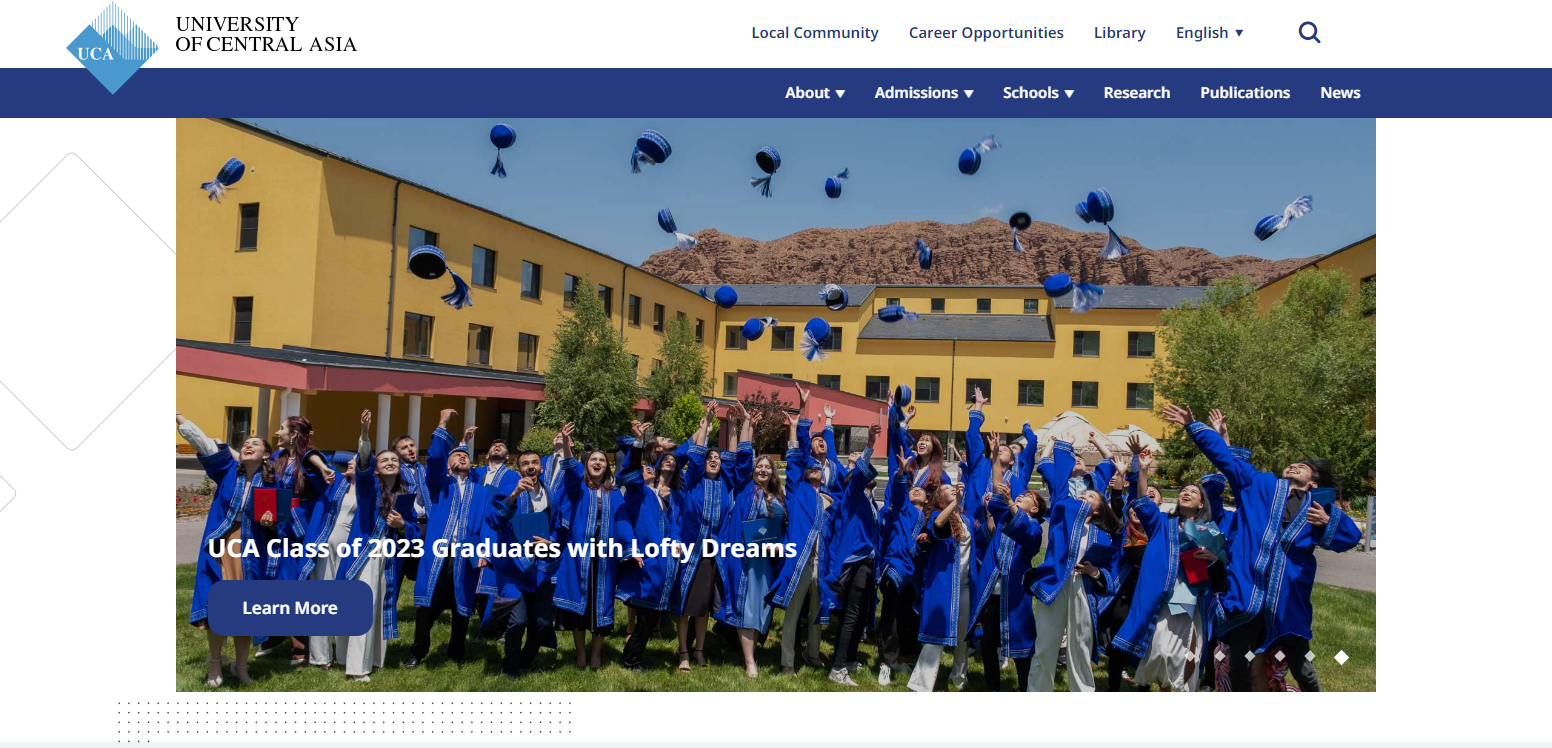 UCA
UNIVERSITY
OF CENTRAL ASIA
Local Community
Career Opportunities
Library
English
About
Admissions
Schools
Research
Publications
News
UCA Class of 2023 Graduates with Lofty Dreams
Learn More